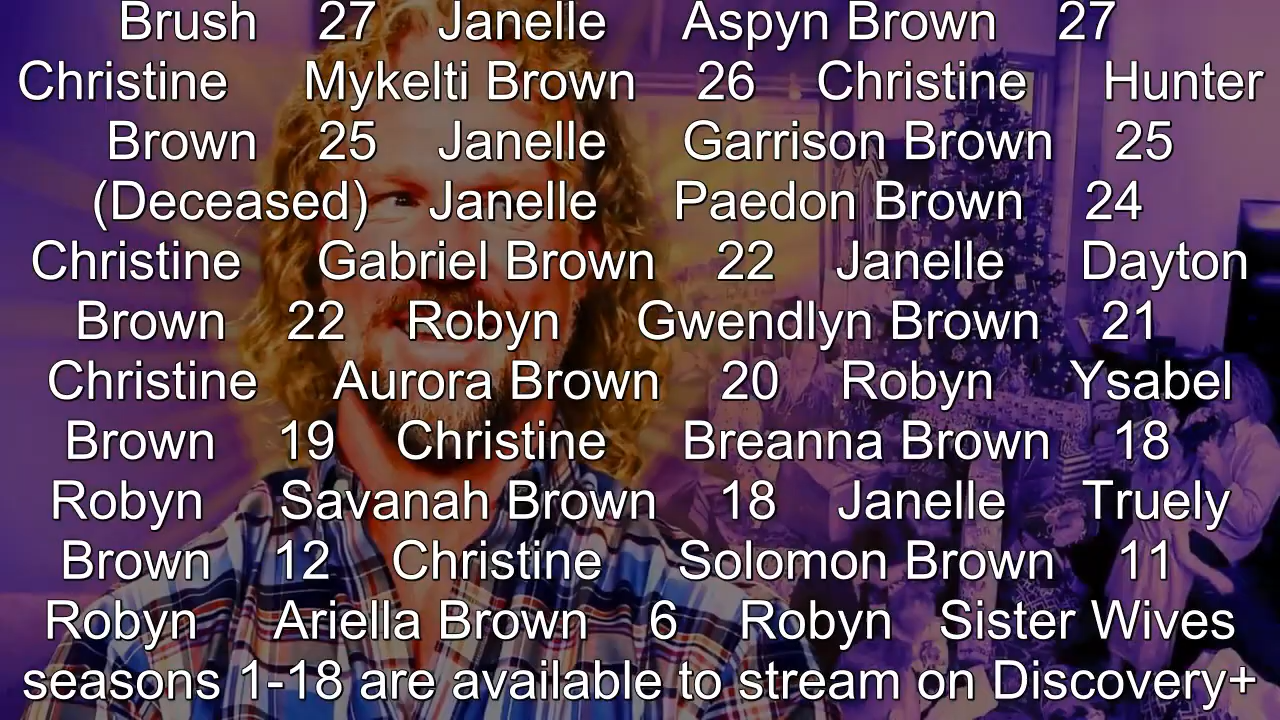 Brush 27 Janelle Aspyn Brown 27
Christine Mykelti Brown 26 Christine Hunter
Brown 25 Janelle Garrison Brown 25
(Deceased) Janelle Paedon Brown 24
Christine Gabriel Brown 22 Janelle Dayton
Brown 22 Robyn Gwendlyn Brown 21
Christine Aurora Brown 20 Robyn Ysabel
Brown 19 Christine Breanna Brown 18
Robyn Savanah Brown 18 Janelle Truely
Brown 12 Christine Solomon Brown 11
Robyn Ariella Brown 6 Robyn Sister Wives
seasons 1-18 are available to stream on Discovery+